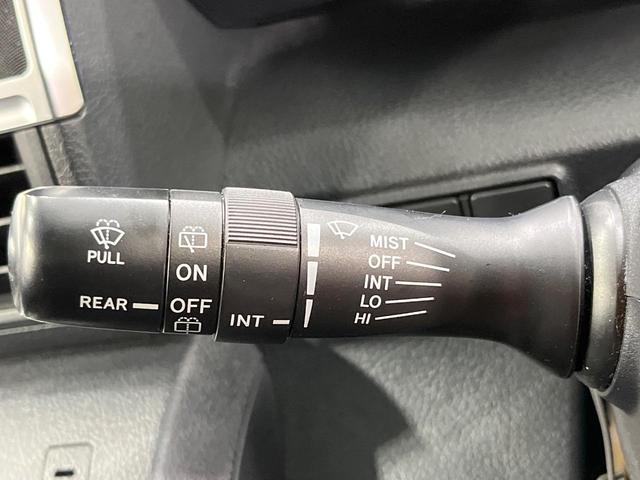 PULL
REAR
ON
OFF
INT
MIST
OFF
INT
LO
HI